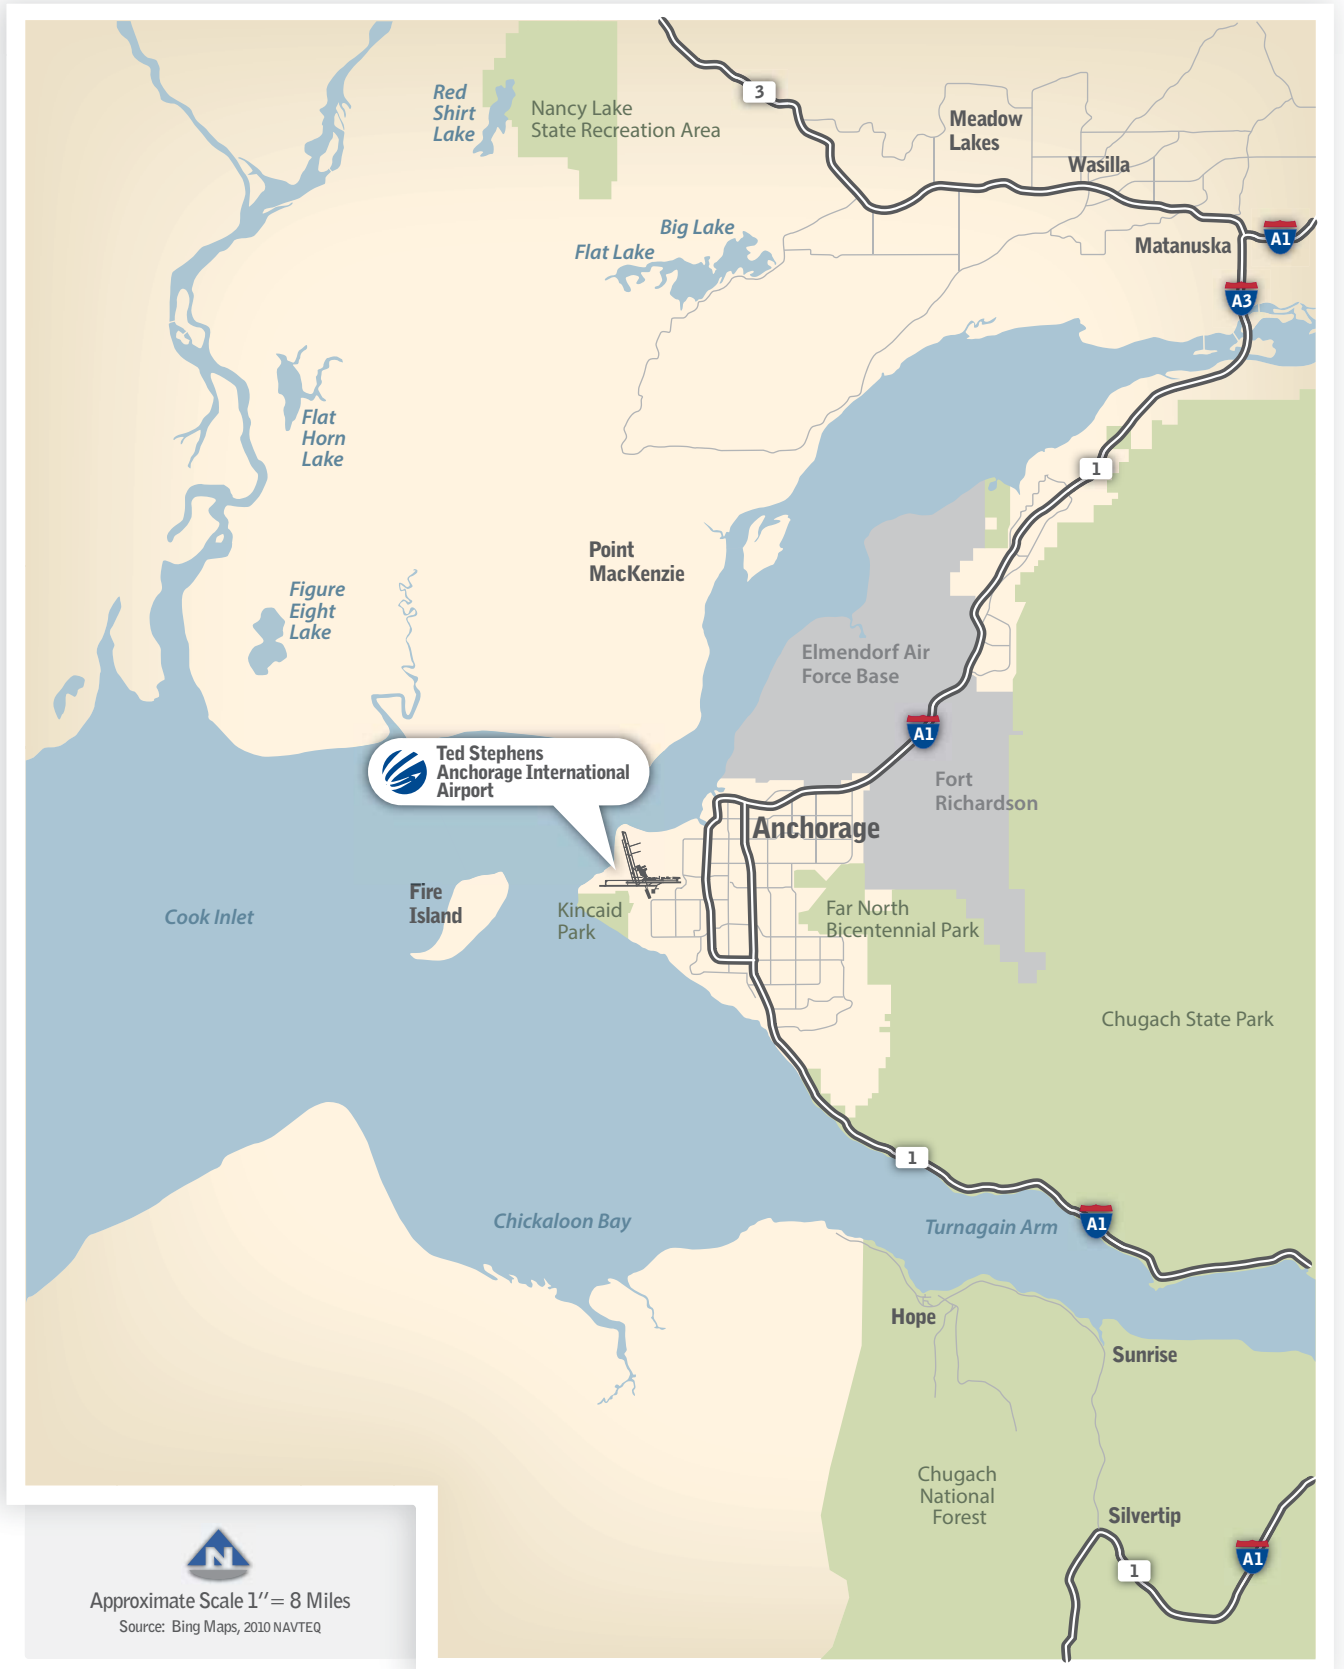 3
Red
Shirt
Lake
Nancy Lake
State Recreation Area
Meadow
Lakes
Wasilla
Big Lake
Flat Lake
Matanuska
A1
A3
Flat
Horn
Lake
1
Point
MacKenzie
Figure
Eight
Lake
Elmendorf Air
Force Base
A1
Ted Stephens
Anchorage International
Airport
Fort
Richardson
Anchorage
Fire
Island
Cook Inlet
Kincaid
Park
Far North
Bicentennial Park
Chugach State Park
1
Chickaloon Bay
Turnagain Arm
A1
Hope
Sunrise
Chugach
National
Forest
Silvertip
A1
1
N
Approximate Scale 1″= 8 Miles
Source: Bing Maps, 2010 NAVTEQ